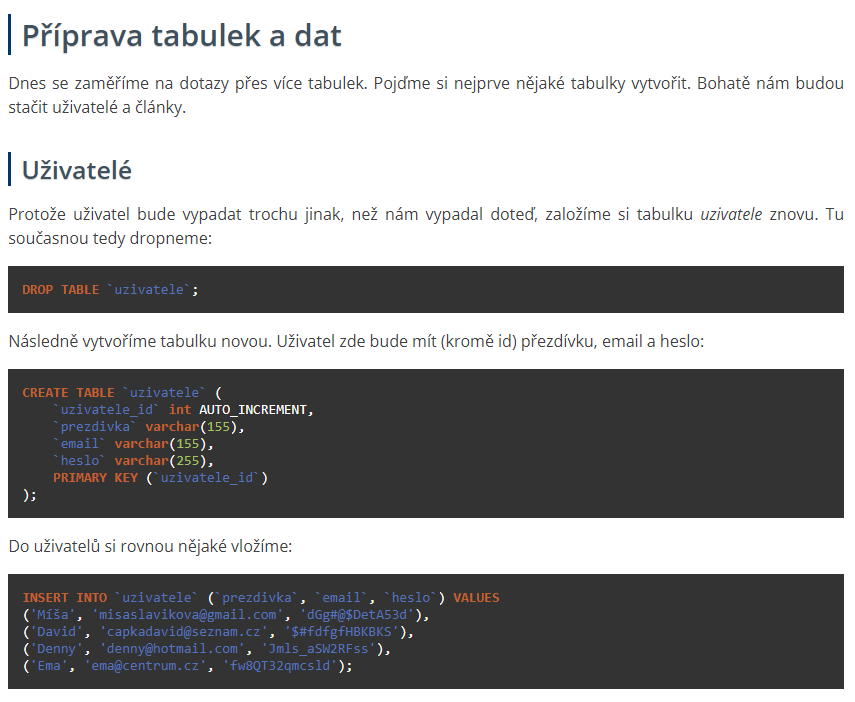 Příprava tabulek a dat
Dnes se zaměříme na dotazy přes více tabulek. Pojďme si nejprve nějaké tabulky vytvořit. Bohatě nám budou
stačit uživatelé a články.
Uživatelé
Protože uživatel bude vypadat trochu jinak, než nám vypadal doteď, založíme si tabulku uzivatele znovu. Tu
současnou tedy dropneme:
DROP TABLE `uzivatele`;
Následně vytvoříme tabulku novou. Uživatel zde bude mít (kromě id) přezdívku, email a heslo:
CREATE TABLE `uzivatele` (
    `uzivatele_id` int AUTO_INCREMENT,
    `prezdivka` varchar(155),
    `email` varchar(155),
    `heslo` varchar(255),
    PRIMARY KEY (`uzivatele_id`)
);
Do uživatelů si rovnou nějaké vložíme:
INSERT INTO `uzivatele` (`prezdivka`, `email`, `heslo`) VALUES
('Míša', 'misaslavikova@gmail.com', 'dGg#@$DetA53d'),
('David', 'capkadavid@seznam.cz', '$#fdfgfHBKBKS'),
('Denny', 'denny@hotmail.com', 'Jmls_aSW2RFss'),
('Ema', 'ema@centrum.cz', 'fw8QT32qmcsld');